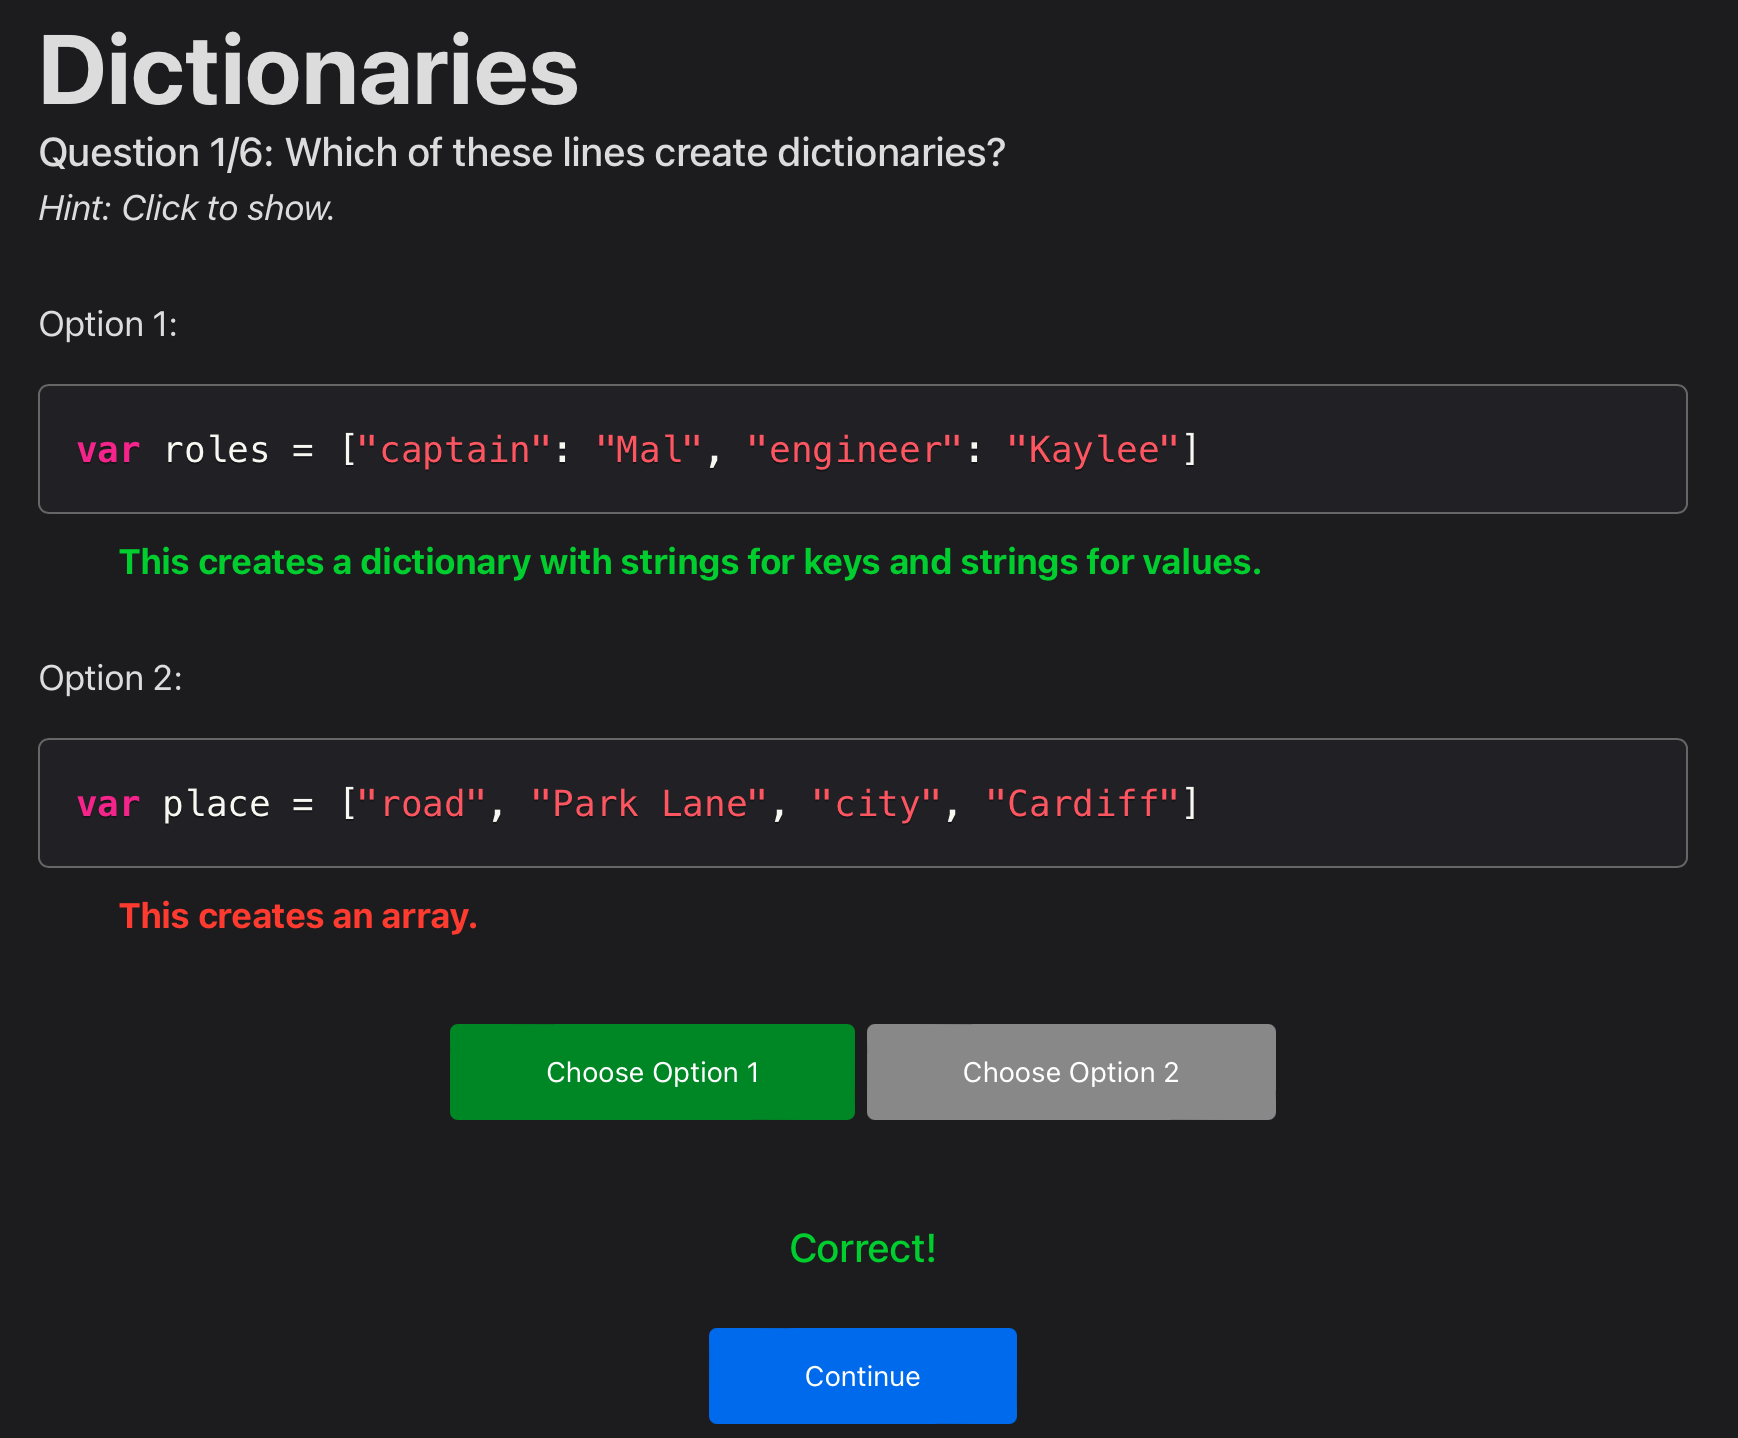 Dictionaries
Question 1/6: Which of these lines create dictionaries?
Hint: Click to show.
Option 1:
var roles = ["captain": "Mal", "engineer": "Kaylee"]
This creates a dictionary with strings for keys and strings for values.
Option 2:
var place = ["road", "Park Lane", "city", "Cardiff"]
This creates an array.
Choose Option 1 Choose Option 2
Correct!
Continue